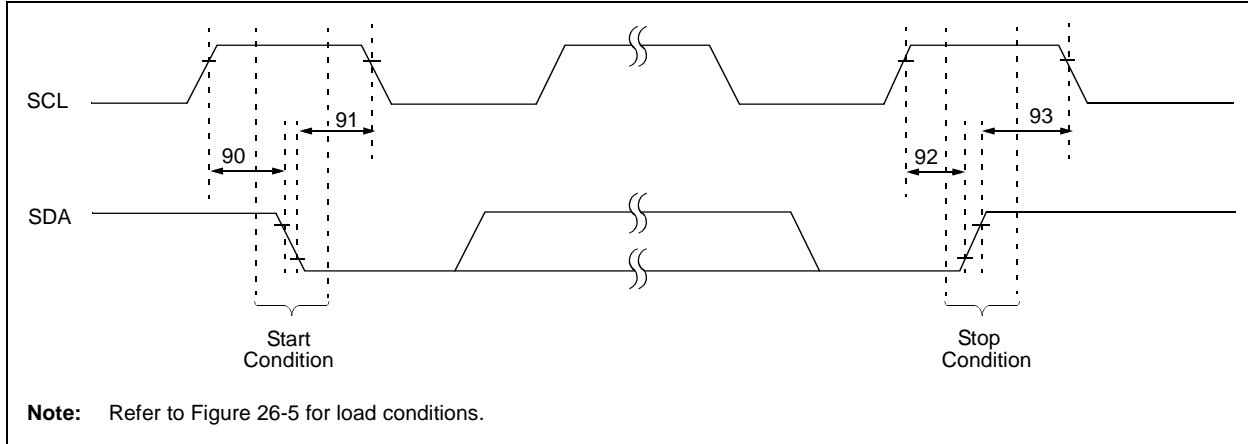 SCL
91
93
90
92
SDA
Start
Condition
Stop
Condition
Note: Refer to Figure 26-5 for load conditions.